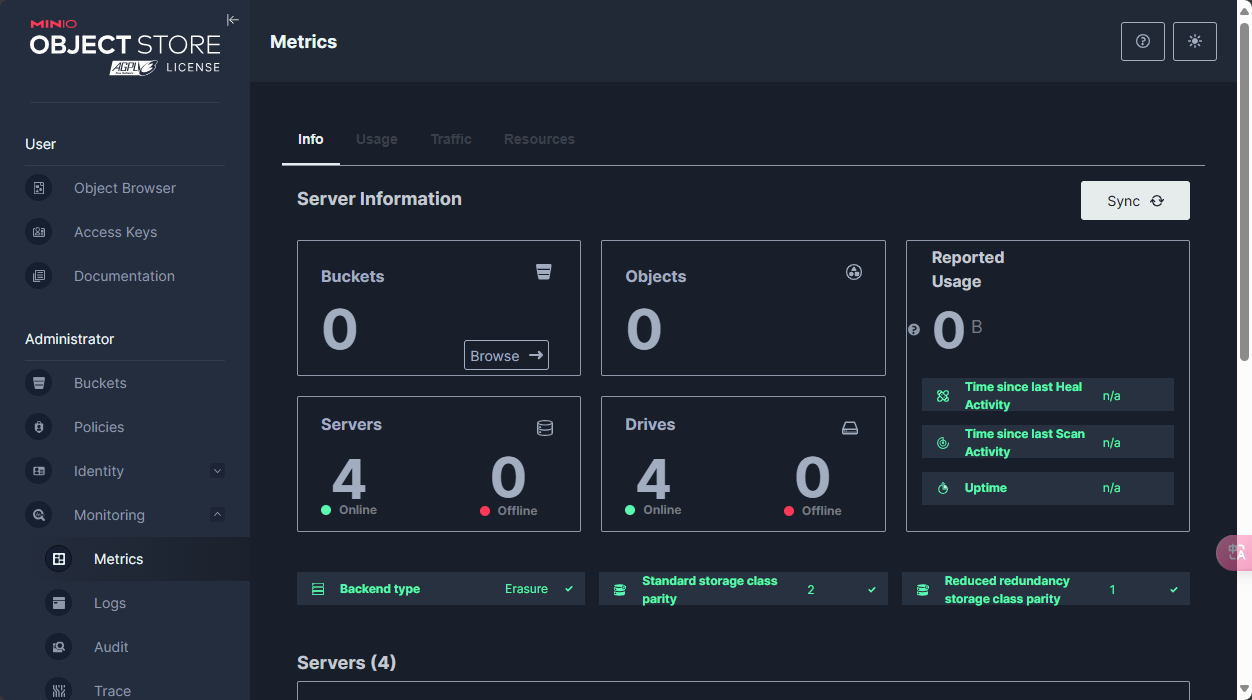 MINIO
OBJECT STORE
AGPL LICENSE
Metrics
User
Object Browser
Access Keys
Documentation
Administrator
Buckets
Policies
Identity
Monitoring
Metrics
Logs
Audit
Trace
Info Usage Traffic Resources
Server Information
Sync
Buckets
0
Browse
Objects
0
Reported
Usage
0 B
Time since last Heal
Activity
n/a
Time since last Scan
Activity
n/a
Uptime n/a
Servers
4 0
Online Offline
Drives
4 0
Online Offline
Backend type Erasure
Standard storage class
parity
2
Reduced redundancy
storage class parity
1
Servers (4)